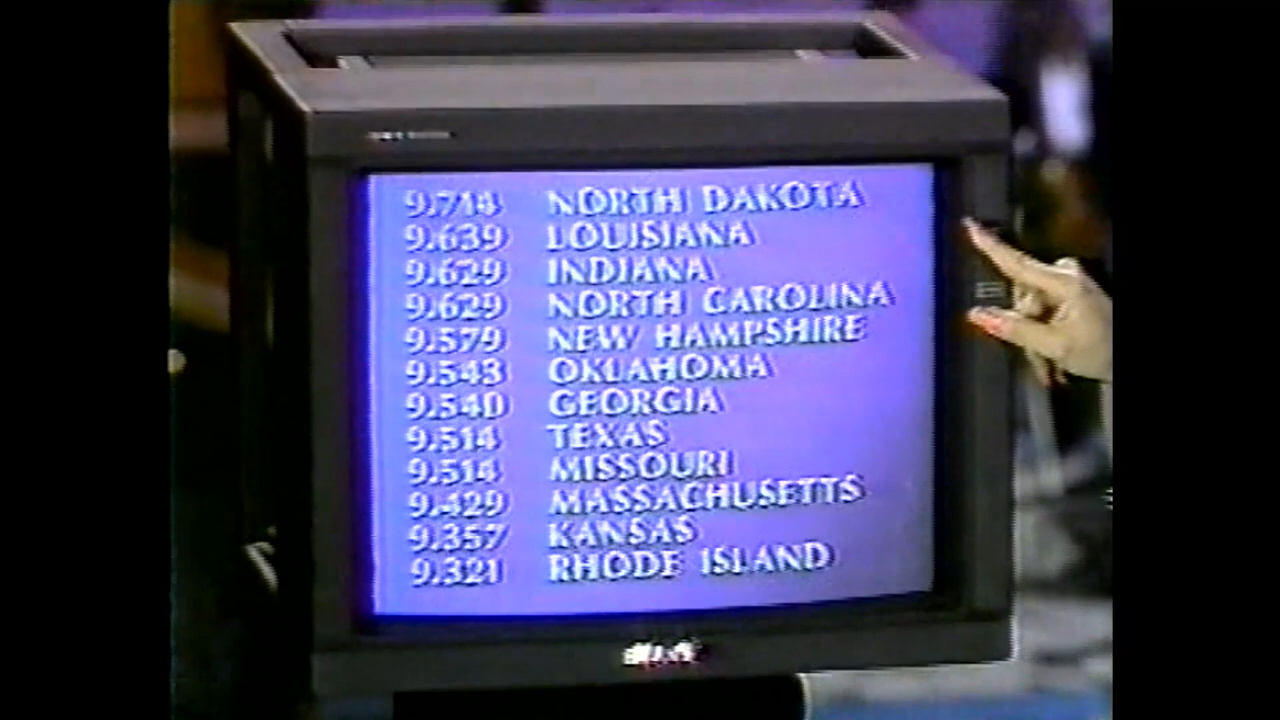 9.714 NORTH DAKOTA
9.639 LOUISIANA
9.629 INDIANA
9.629 NORTH CAROLINA
9.579 NEW HAMPSHIRE
9.543 OKLAHOMA
9.540 GEORGIA
9.514 TEXAS
9.514 MISSOURI
9.429 MASSACHUSETTS
9.357 KANSAS
9.321 RHODE ISLAND